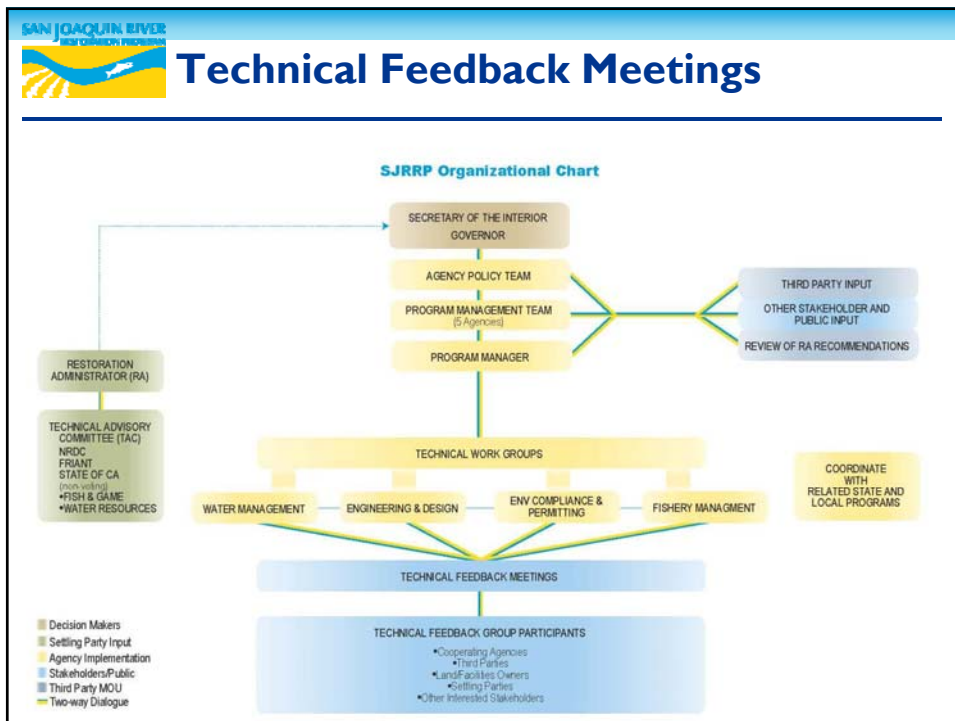 SAN JOAQUIN RIVER
RESTORATION PROGRAM
Technical Feedback Meetings
SJRRP Organizational Chart
SECRETARY OF THE INTERIOR
GOVERNOR
AGENCY POLICY TEAM
PROGRAM MANAGEMENT TEAM
(5 Agencies)
PROGRAM MANAGER
THIRD PARTY INPUT
OTHER STAKEHOLDER AND
PUBLIC INPUT
REVIEW OF RA RECOMMENDATIONS
RESTORATION
ADMINISTRATOR (RA)
TECHNICAL ADVISORY
COMMITTEE (TAC)
NRDC
FRIANT
STATE OF CA
(non-voting)
•FISH & GAME
•WATER RESOURCES
TECHNICAL WORK GROUPS
WATER MANAGEMENT
ENGINEERING & DESIGN
ENV COMPLIANCE &
PERMITTING
FISHERY MANAGMENT
COORDINATE
WITH
RELATED STATE AND
LOCAL PROGRAMS
TECHNICAL FEEDBACK MEETINGS
TECHNICAL FEEDBACK GROUP PARTICIPANTS
•Cooperating Agencies
•Third Parties
•Land/Facilities Owners
•Settling Parties
•Other Interested Stakeholders
Decision Makers
Settling Party Input
Agency Implementation
Stakeholders/Public
Third Party MOU
Two-way Dialogue